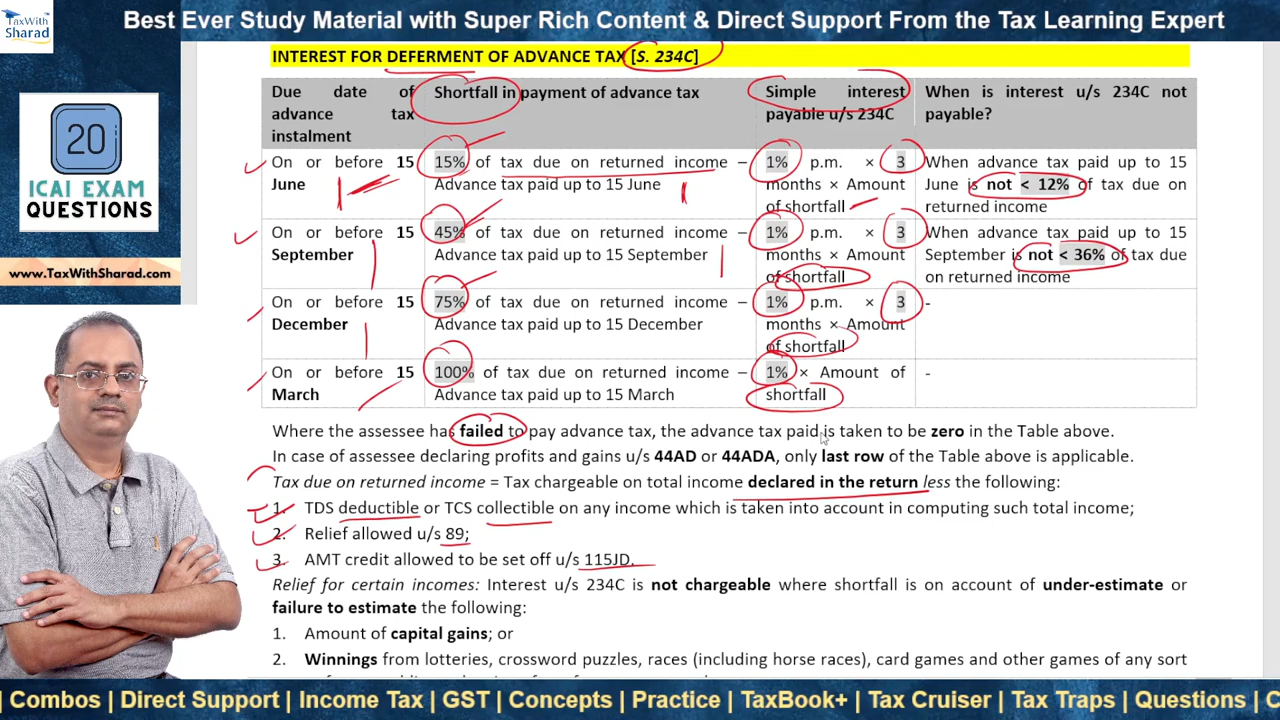 TaxWith
Sharad
Best Ever Study Material with Super Rich Content & Direct Support From the Tax Learning Expert
20
ICAI EXAM
QUESTIONS
www.TaxWithSharad.com
INTEREST FOR DEFERMENT OF ADVANCE TAX [S. 234C]
Due date of advance tax instalment
Shortfall in payment of advance tax
Simple interest payable u/s 234C
When is interest u/s 234C not payable?
On or before 15 June
15% of tax due on returned income – Advance tax paid up to 15 June
1% p.m. × 3 months × Amount of shortfall
When advance tax paid up to 15 June is not < 12% of tax due on returned income
On or before 15 September
45% of tax due on returned income – Advance tax paid up to 15 September
1% p.m. × 3 months × Amount of shortfall
When advance tax paid up to 15 September is not < 36% of tax due on returned income
On or before 15 December
75% of tax due on returned income – Advance tax paid up to 15 December
1% p.m. × 3 months × Amount of shortfall
-
On or before 15 March
100% of tax due on returned income – Advance tax paid up to 15 March
1% × Amount of shortfall
-
Where the assessee has failed to pay advance tax, the advance tax paid is taken to be zero in the Table above.
In case of assessee declaring profits and gains u/s 44AD or 44ADA, only last row of the Table above is applicable.
Tax due on returned income = Tax chargeable on total income declared in the return less the following:
1. TDS deductible or TCS collectible on any income which is taken into account in computing such total income;
2. Relief allowed u/s 89;
3. AMT credit allowed to be set off u/s 115JD.
Relief for certain incomes: Interest u/s 234C is not chargeable where shortfall is on account of under-estimate or
failure to estimate the following:
1. Amount of capital gains; or
2. Winnings from lotteries, crossword puzzles, races (including horse races), card games and other games of any sort
| Combos | Direct Support | Income Tax | GST | Concepts | Practice | TaxBook+ | Tax Cruiser | Tax Traps | Questions | C